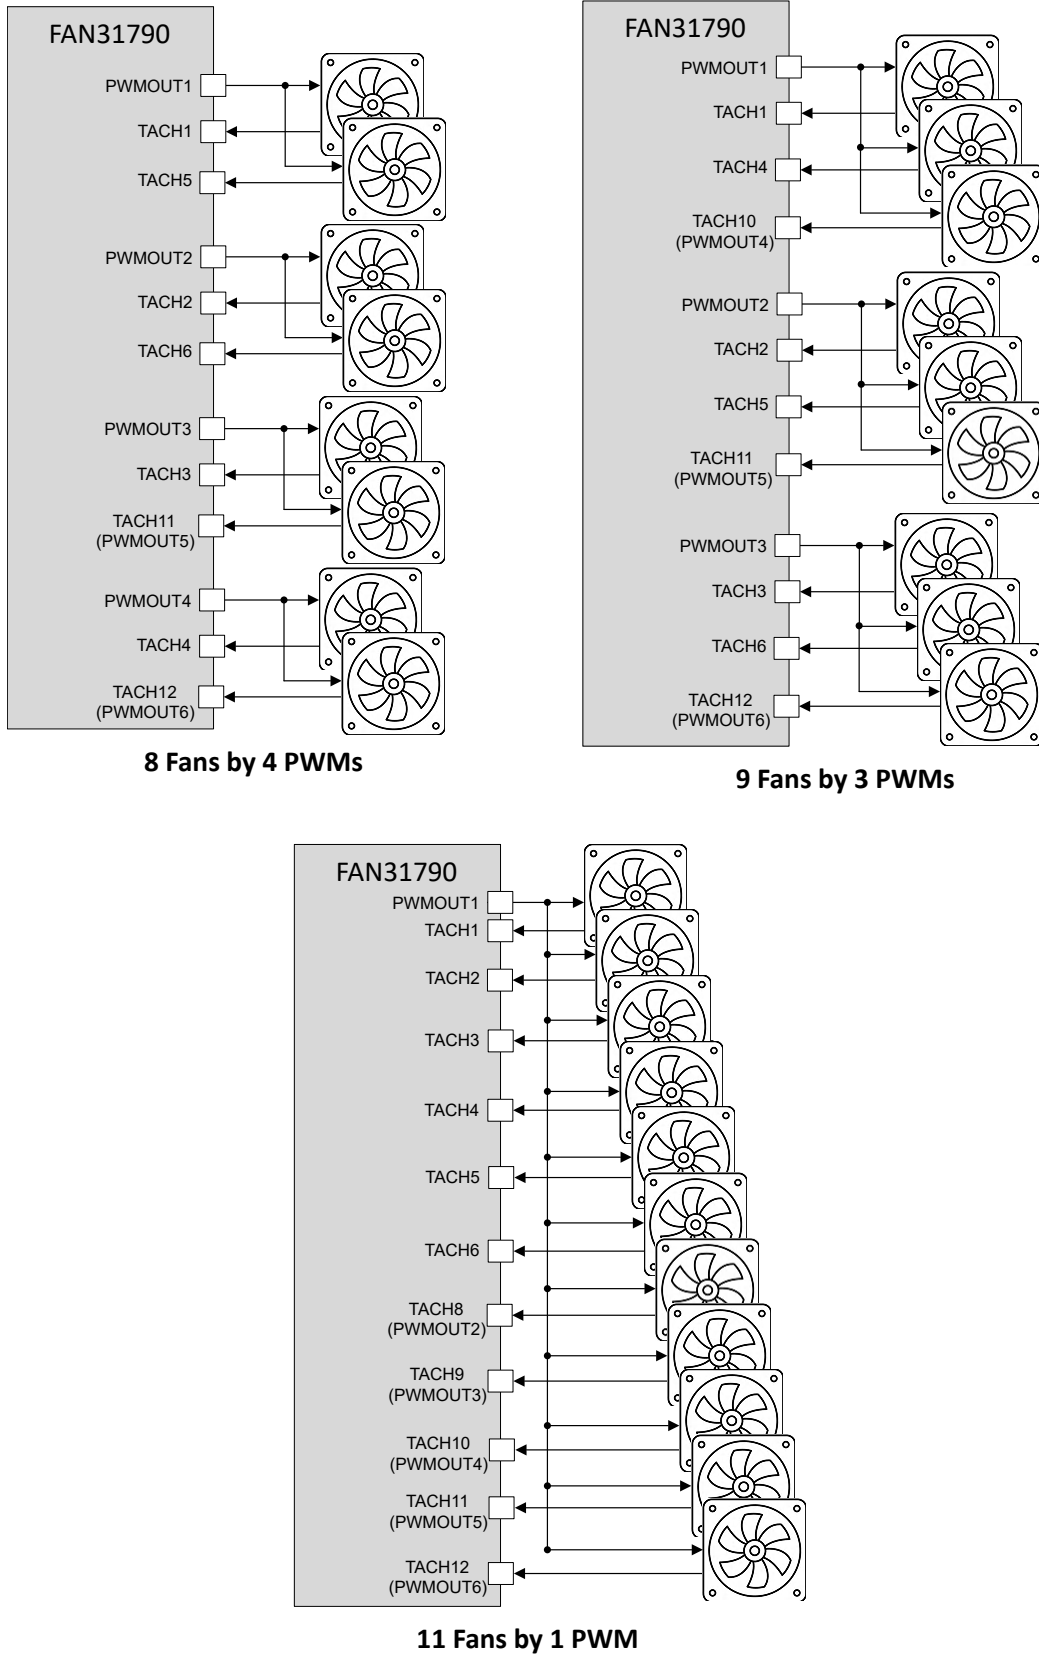 FAN31790
PWMOUT1
TACH1
TACH5
PWMOUT2
TACH2
TACH6
PWMOUT3
TACH3
TACH11
(PWMOUT5)
PWMOUT4
TACH4
TACH12
(PWMOUT6)
8 Fans by 4 PWMs
FAN31790
PWMOUT1
TACH1
TACH4
TACH10
(PWMOUT4)
PWMOUT2
TACH2
TACH5
TACH11
(PWMOUT5)
PWMOUT3
TACH3
TACH6
TACH12
(PWMOUT6)
9 Fans by 3 PWMs
FAN31790
PWMOUT1
TACH1
TACH2
TACH3
TACH4
TACH5
TACH6
TACH8
(PWMOUT2)
TACH9
(PWMOUT3)
TACH10
(PWMOUT4)
TACH11
(PWMOUT5)
TACH12
(PWMOUT6)
11 Fans by 1 PWM